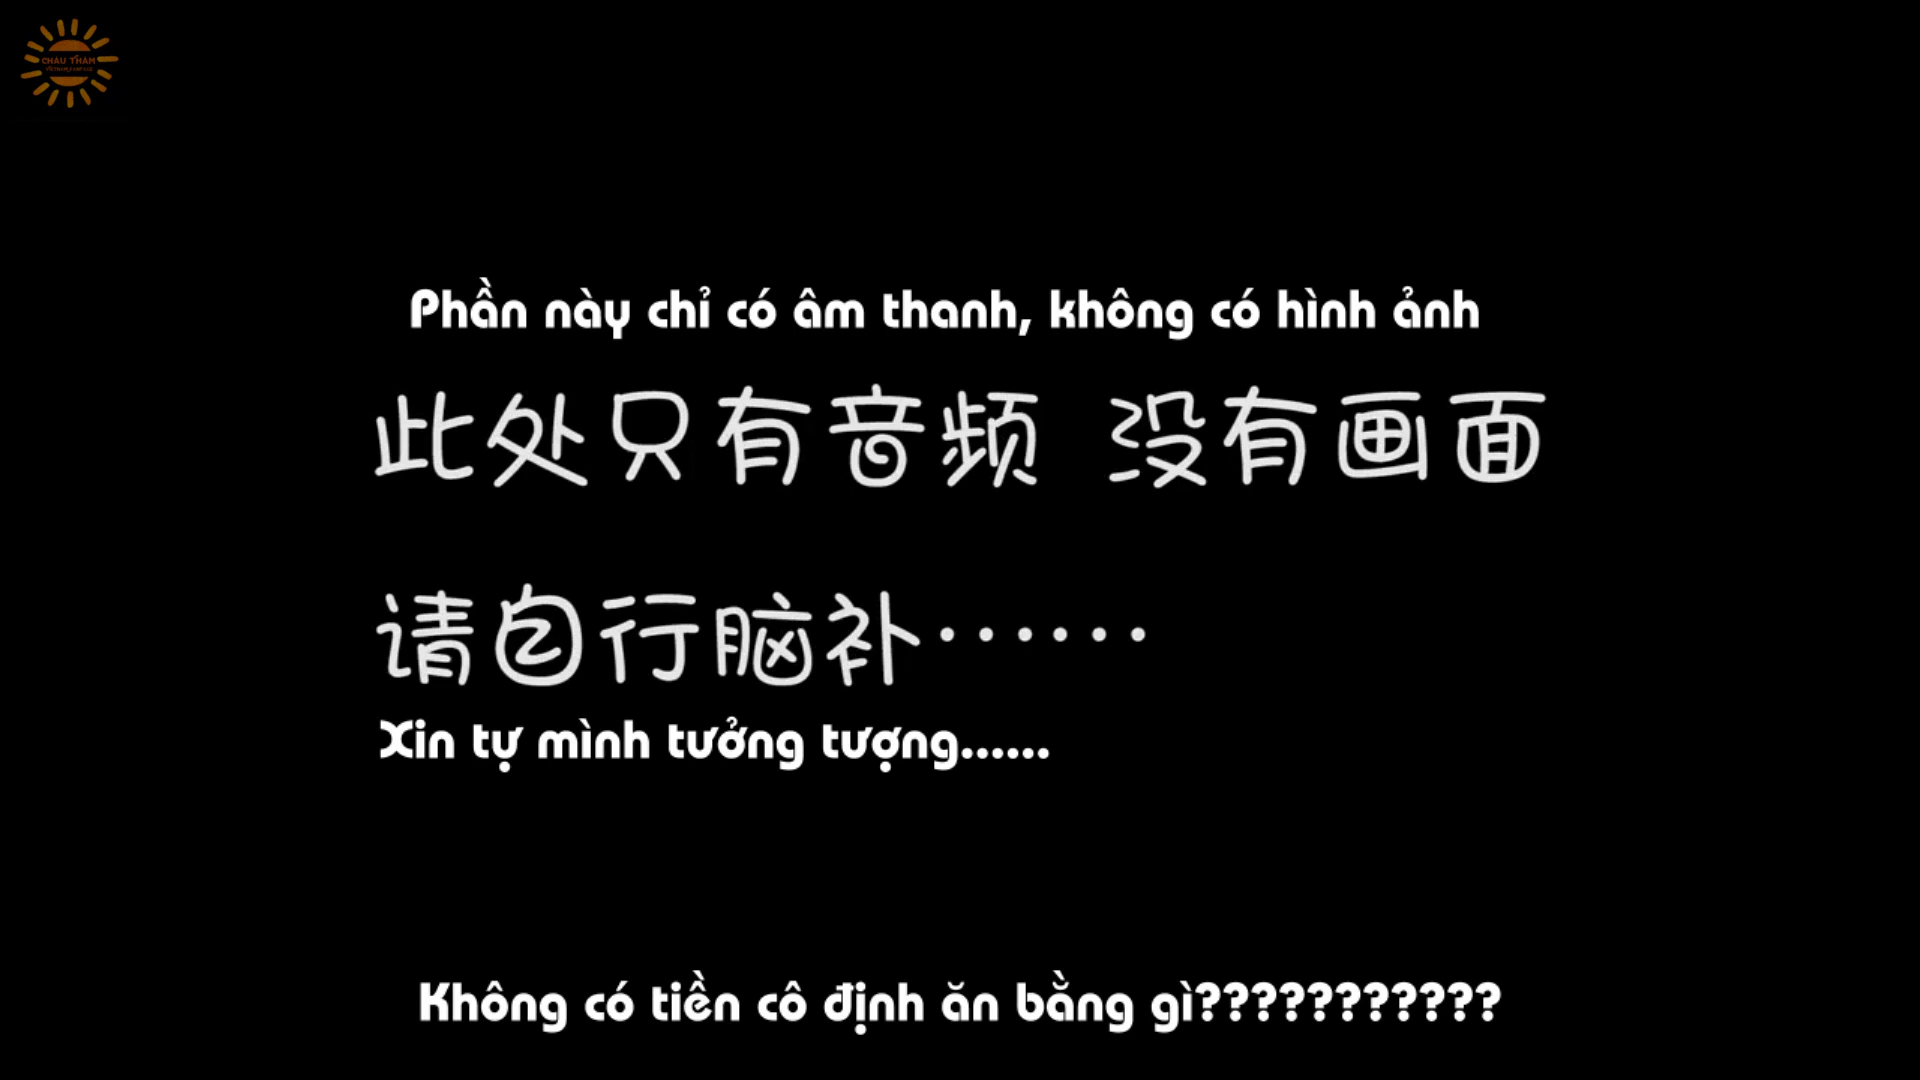 CHAU THAM
Phần này chỉ có âm thanh, không có hình ảnh
此处只有音频 没有画面
请自行脑补……
Xin tự mình tưởng tượng......
Không có tiền cô định ăn bằng gì???????????